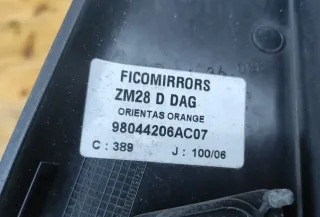 FICOMIRRORS
ZM28 D DAG
ORIENTAS ORANGE
98044206AC07
C : 389 J : 100/06